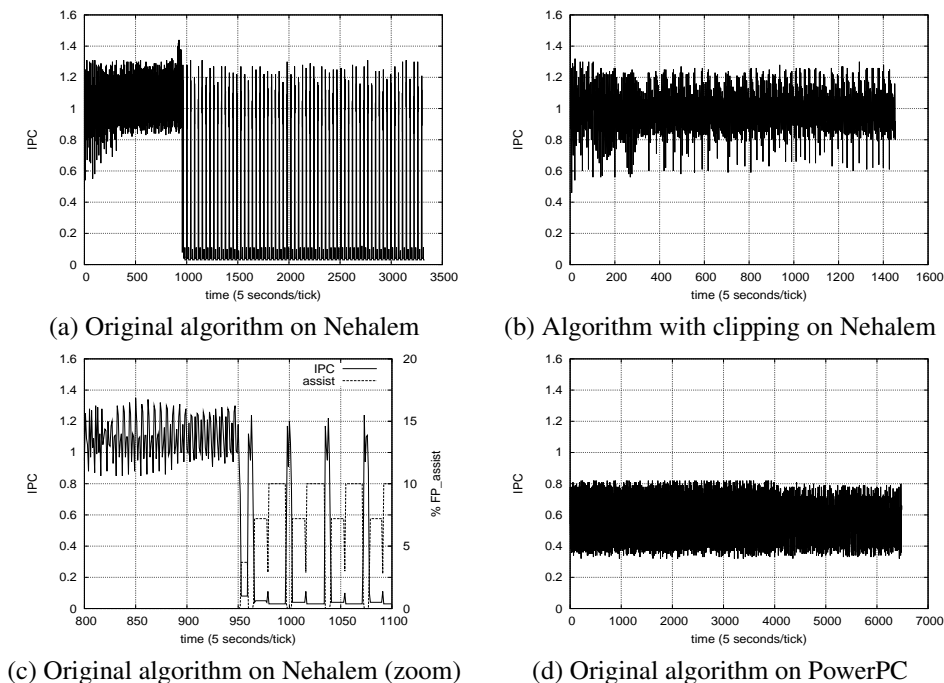 1.6
1.4
1.2
1
0.8
0.6
0.4
0.2
0
IPC
0 500 1000 1500 2000 2500 3000 3500
time (5 seconds/tick)
(a) Original algorithm on Nehalem
1.6
1.4
1.2
1
0.8
0.6
0.4
0.2
0
IPC
0 200 400 600 800 1000 1200 1400 1600
time (5 seconds/tick)
(b) Algorithm with clipping on Nehalem
1.6
1.4
1.2
1
0.8
0.6
0.4
0.2
0
IPC
IPC
assist
20
15
10
5
0
% FP_assist
800 850 900 950 1000 1050 1100
time (5 seconds/tick)
(c) Original algorithm on Nehalem (zoom)
1.6
1.4
1.2
1
0.8
0.6
0.4
0.2
0
IPC
0 1000 2000 3000 4000 5000 6000 7000
time (5 seconds/tick)
(d) Original algorithm on PowerPC